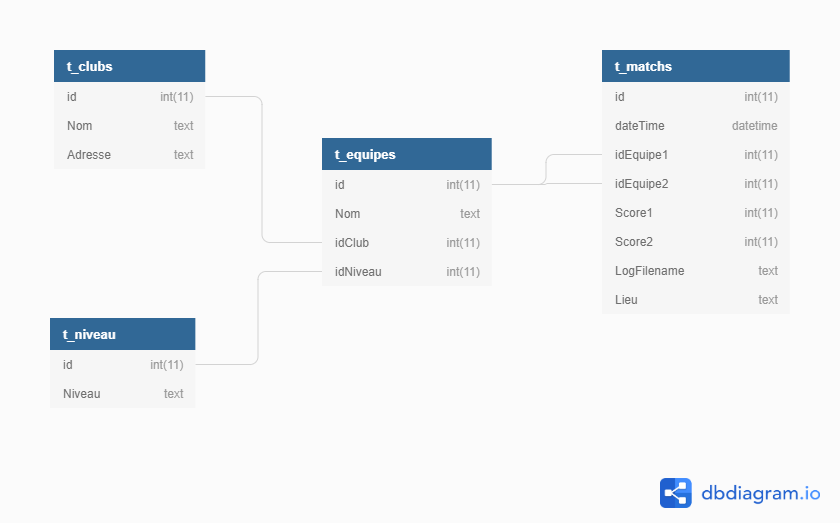 t_clubs
id int(11)
Nom text
Adresse text
t_equipes
id int(11)
Nom text
idClub int(11)
idNiveau int(11)
t_niveau
id int(11)
Niveau text
t_matchs
id int(11)
dateTime datetime
idEquipe1 int(11)
idEquipe2 int(11)
Score1 int(11)
Score2 int(11)
LogFilename text
Lieu text
dbdiagram.io